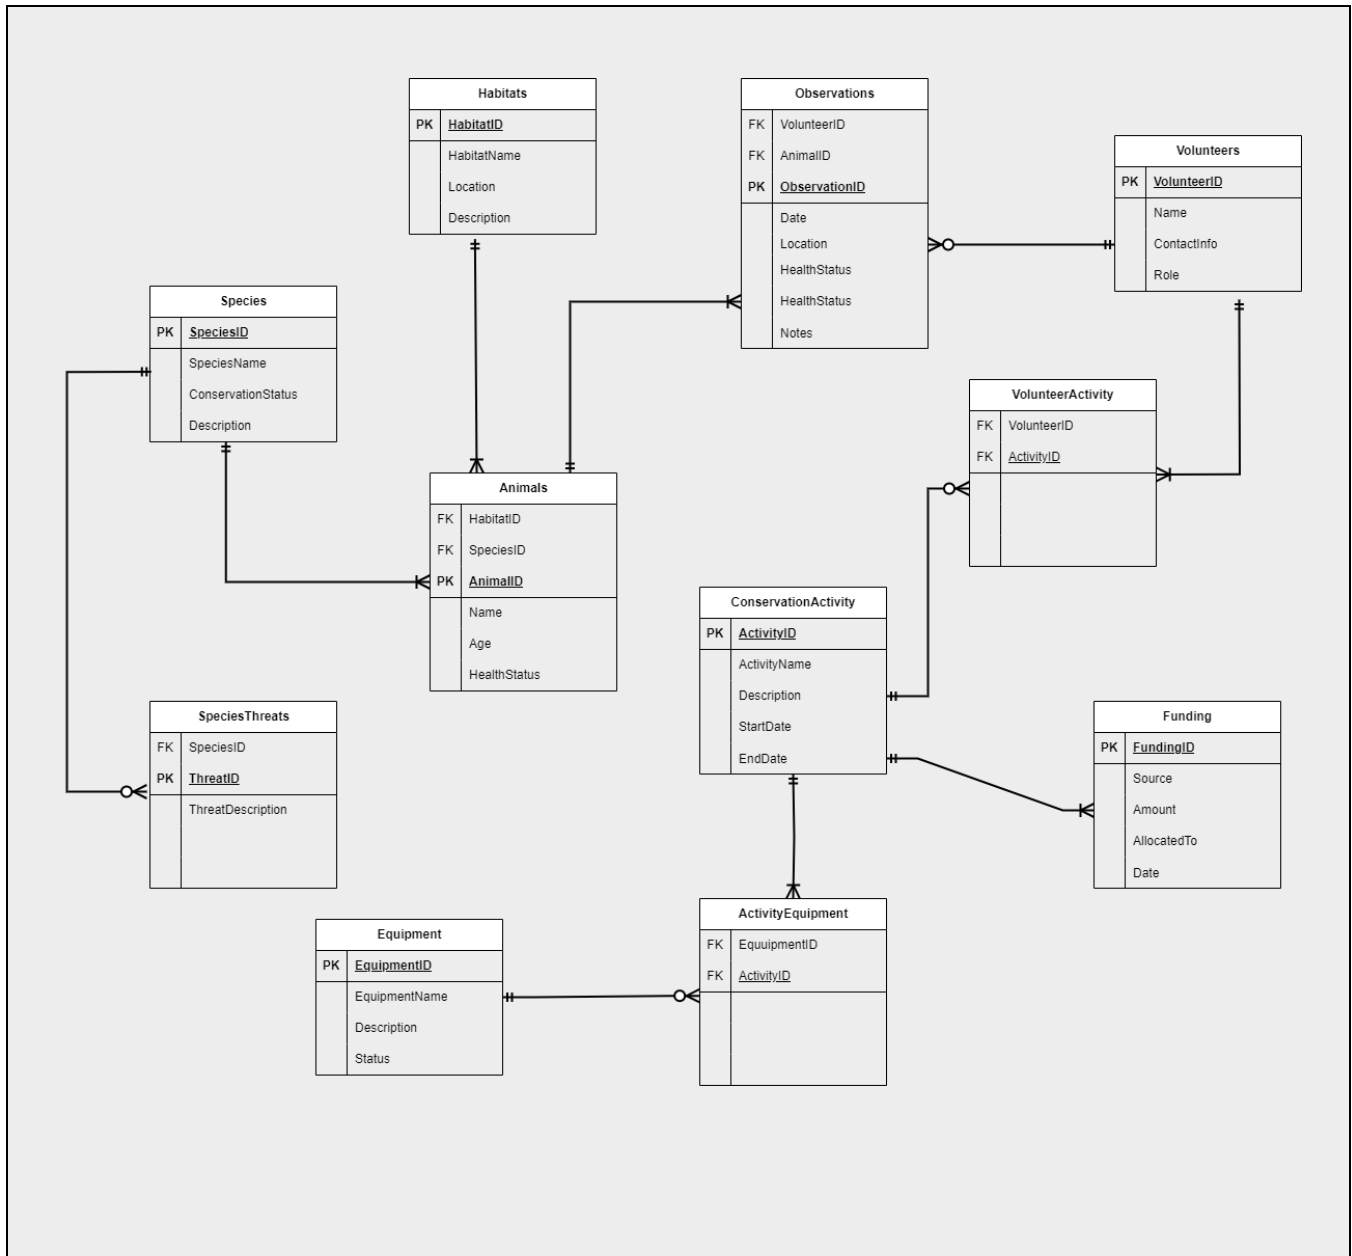 Habitats
PK HabitatID
HabitatName
Location
Description
Observations
FK VolunteerID
FK AnimalID
PK ObservationID
Date
Location
HealthStatus
HealthStatus
Notes
Volunteers
PK VolunteerID
Name
ContactInfo
Role
Species
PK SpeciesID
SpeciesName
ConservationStatus
Description
VolunteerActivity
FK VolunteerID
FK ActivityID
Animals
FK HabitatID
FK SpeciesID
PK AnimalID
Name
Age
HealthStatus
ConservationActivity
PK ActivityID
ActivityName
Description
StartDate
EndDate
SpeciesThreats
FK SpeciesID
PK ThreatID
ThreatDescription
Funding
PK FundingID
Source
Amount
AllocatedTo
Date
Equipment
PK EquipmentID
EquipmentName
Description
Status
ActivityEquipment
FK EquuipmentID
FK ActivityID